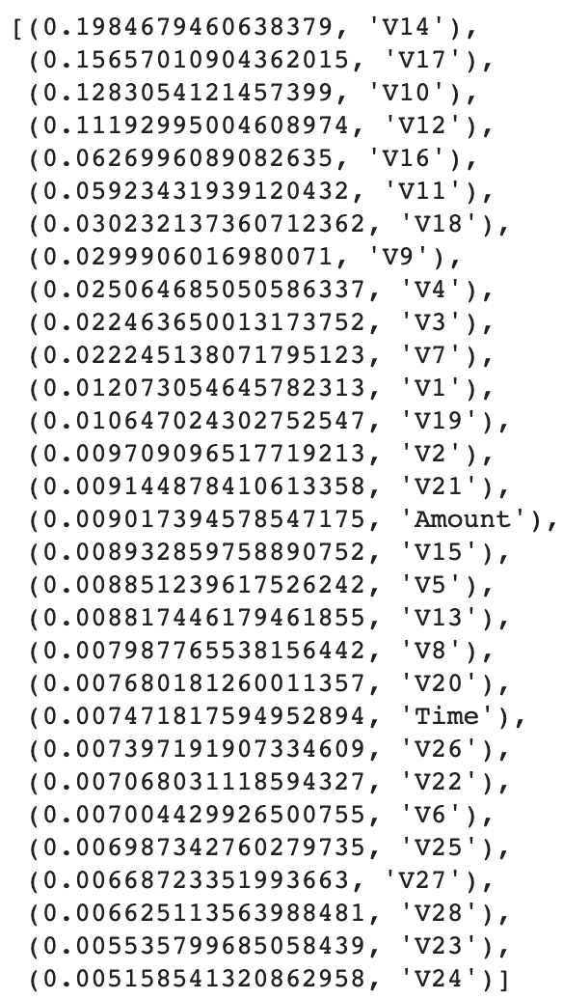 [(0.1984679460638379, 'V14'),
(0.15657010904362015, 'V17'),
(0.1283054121457399, 'V10'),
(0.11192995004608974, 'V12'),
(0.0626996089082635, 'V16'),
(0.05923431939120432, 'V11'),
(0.030232137360712362, 'V18'),
(0.0299906016980071, 'V9'),
(0.025064685050586337, 'V4'),
(0.022463650013173752, 'V3'),
(0.022245138071795123, 'V7'),
(0.012073054645782313, 'V1'),
(0.010647024302752547, 'V19'),
(0.009709096517719213, 'V2'),
(0.009144878410613358, 'V21'),
(0.009017394578547175, 'Amount'),
(0.008932859758890752, 'V15'),
(0.008851239617526242, 'V5'),
(0.008817446179461855, 'V13'),
(0.007987765538156442, 'V8'),
(0.007680181260011357, 'V20'),
(0.007471817594952894, 'Time'),
(0.007397191907334609, 'V26'),
(0.007068031118594327, 'V22'),
(0.007004429926500755, 'V6'),
(0.006987342760279735, 'V25'),
(0.00668723351993663, 'V27'),
(0.006625113563988481, 'V28'),
(0.005535799685058439, 'V23'),
(0.005158541320862958, 'V24')]